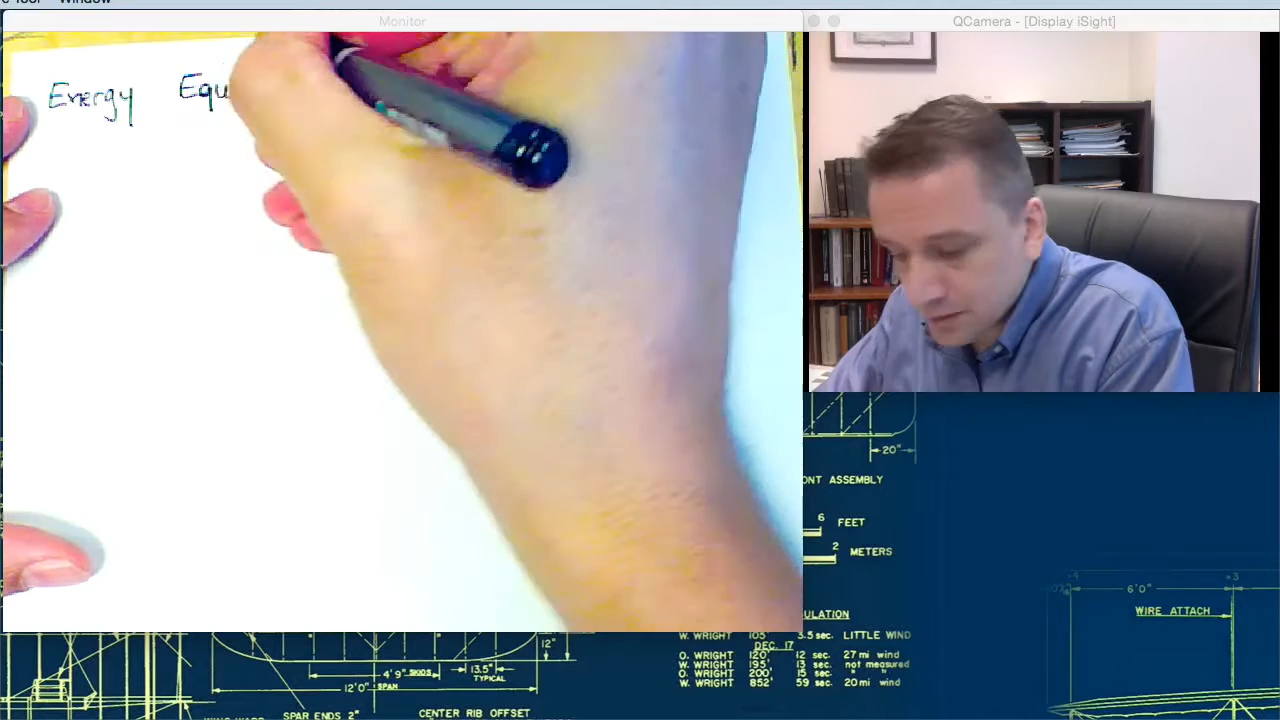 Window
Monitor
QCamera - [Display iSight]
Energy Equ
20"
ONT ASSEMBLY
6 FEET
2 METERS
6'0"
3
WIRE ATTACH
ULATION
W. WRIGHT 105' 3.5 sec. LITTLE WIND
DEC. 17
O. WRIGHT 120' 12 sec. 27 mi wind
W. WRIGHT 195' 13 sec. not measured
O. WRIGHT 200' 15 sec. " "
W. WRIGHT 852' 59 sec. 20 mi wind
12"
4'9" SKIDS
13.5"
TYPICAL
12'0" SPAN
SPAR ENDS 2"
CENTER RIB OFFSET